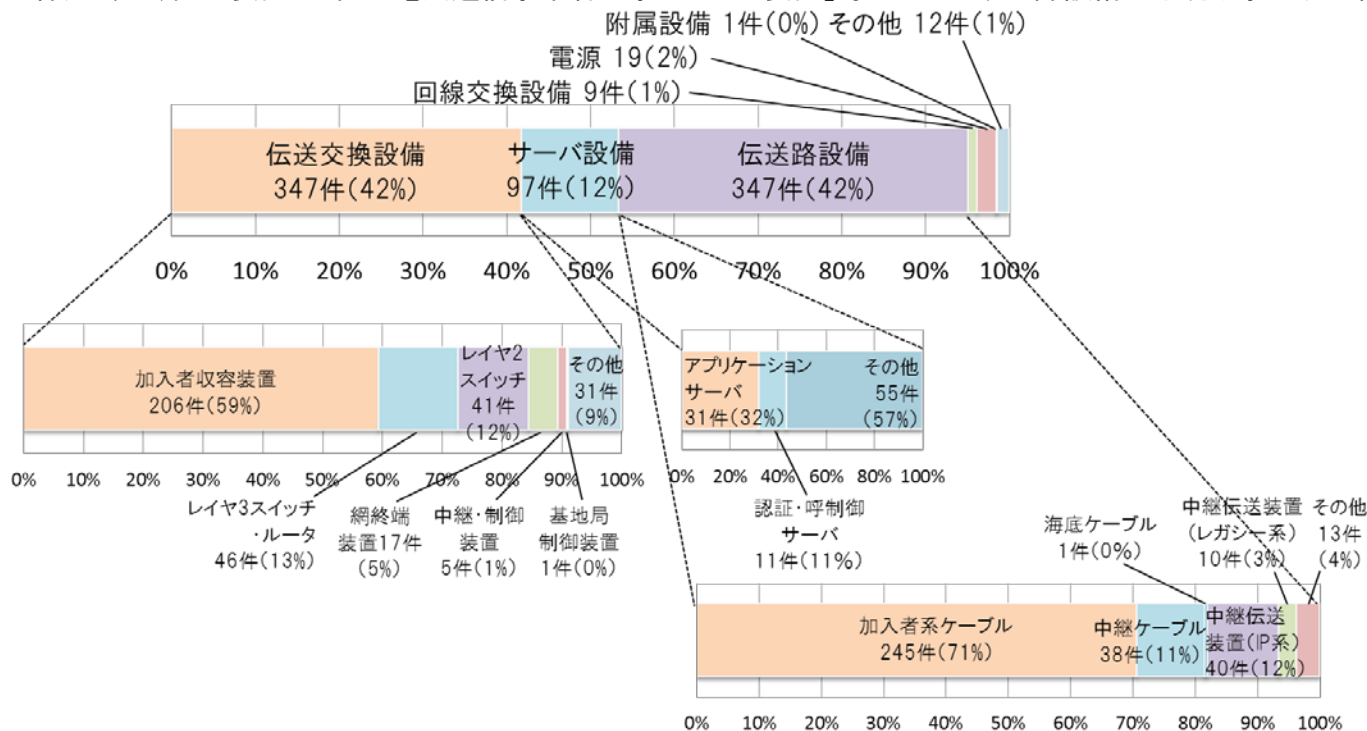 附属設備 1件(0%) その他 12件(1%)
電源 19(2%)
回線交換設備 9件(1%)
伝送交換設備
347件(42%)
サーバ設備
97件(12%)
伝送路設備
347件(42%)
0% 10% 20% 30% 40% 50% 60% 70% 80% 90% 100%
加入者収容装置
206件(59%)
レイヤ2
スイッチ
41件
(12%)
その他
31件
(9%)
0% 10% 20% 30% 40% 50% 60% 70% 80% 90% 100%
レイヤ3スイッチ
・ルータ
46件(13%)
網終端
装置17件
(5%)
中継・制御
装置
5件(1%)
基地局
制御装置
1件(0%)
アプリケーション
サーバ
31件(32%)
その他
55件
(57%)
0% 20% 40% 60% 80% 100%
認証・呼制御
サーバ
11件(11%)
海底ケーブル
1件(0%)
中継伝送装置
(レガシー系)
10件(3%)
その他
13件
(4%)
加入者系ケーブル
245件(71%)
中継ケーブル
38件(11%)
中継伝送
装置(IP系)
40件(12%)
0% 10% 20% 30% 40% 50% 60% 70% 80% 90% 100%